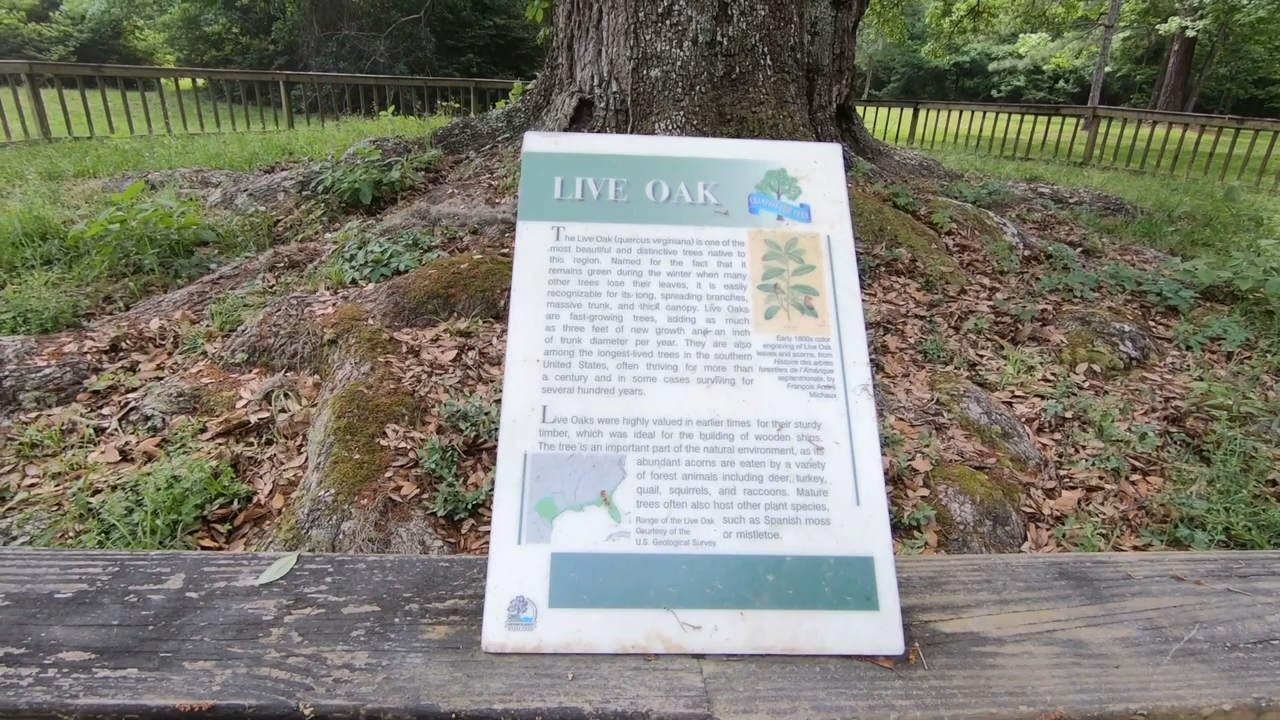 LIVE OAK
CHAMPION TREE
The Live Oak (quercus virginiana) is one of the
most beautiful and distinctive trees native to
this region. Named for the fact that it
remains green during the winter when many
other trees lose their leaves, it is easily
recognizable for its long, spreading branches,
massive trunk, and thick canopy. Live Oaks
are fast-growing trees, adding as much
as three feet of new growth and an inch
of trunk diameter per year. They are also
among the longest-lived trees in the southern
United States, often thriving for more than
a century and in some cases surviving for
several hundred years.
Early 1800s color
engraving of Live Oak
leaves and acorns, from
Histoire des arbres
forestiers de l'Amérique
septentrionale, by
François André
Michaux
Live Oaks were highly valued in earlier times for their sturdy
timber, which was ideal for the building of wooden ships.
The tree is an important part of the natural environment, as its
abundant acorns are eaten by a variety
of forest animals including deer, turkey,
quail, squirrels, and raccoons. Mature
trees often also host other plant species,
such as Spanish moss
or mistletoe.
Range of the Live Oak
Courtesy of the
U.S. Geological Survey